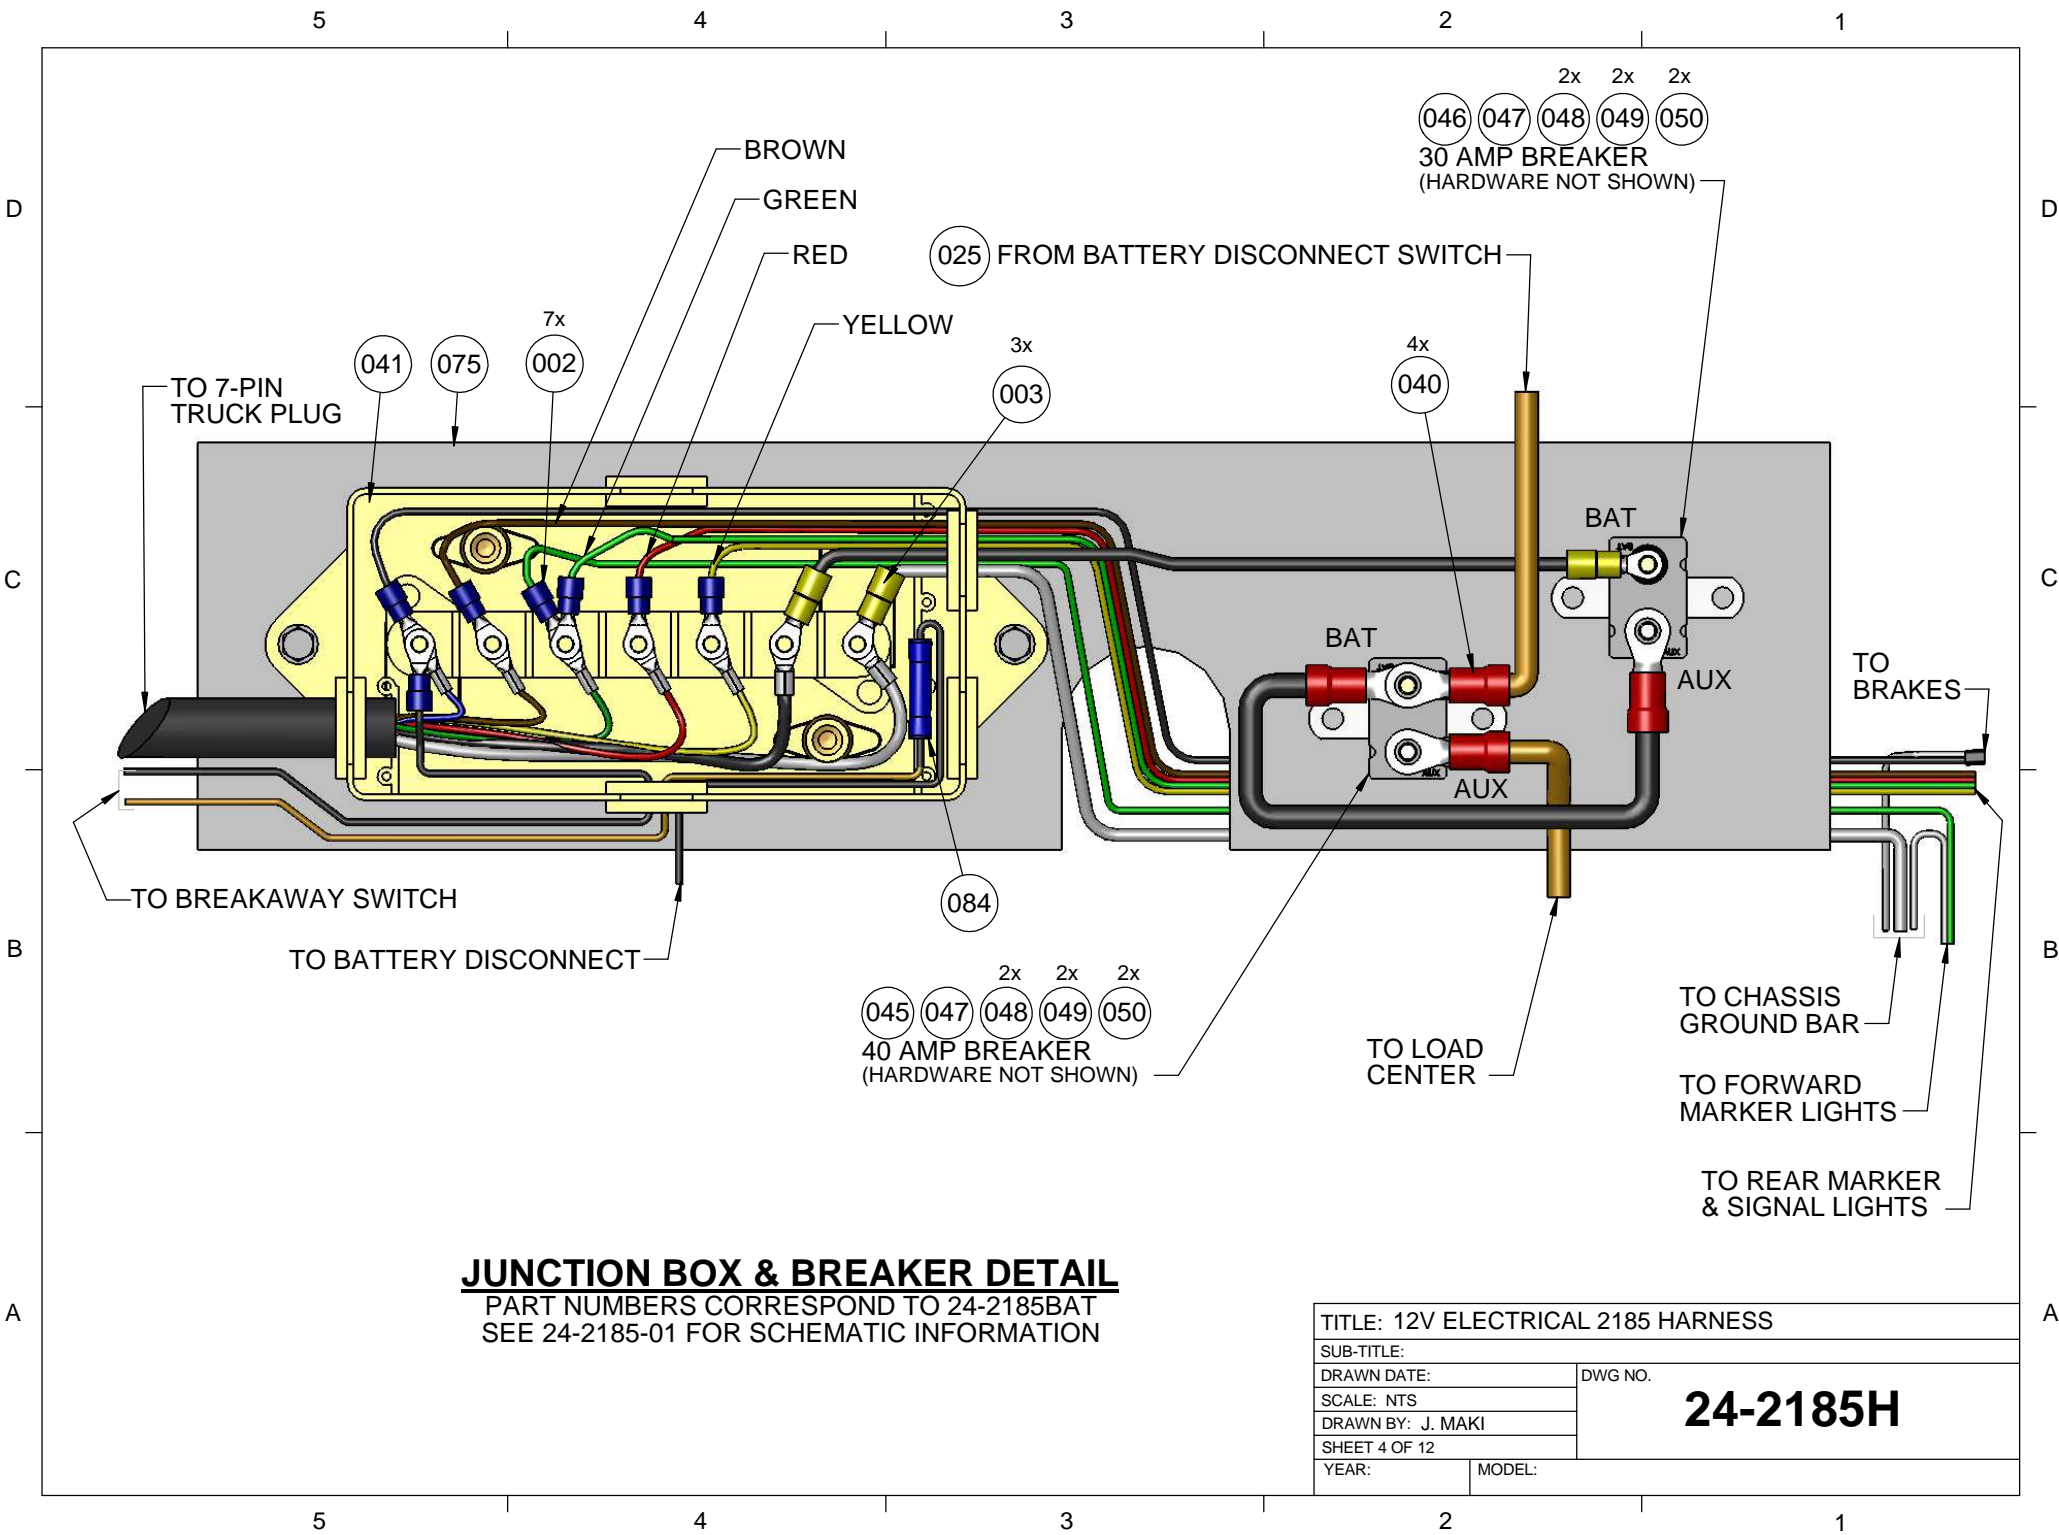 5 4 3 2 1
2x 2x 2x
046 047 048 049 050
30 AMP BREAKER
(HARDWARE NOT SHOWN)
BROWN
GREEN
D D
RED
025 FROM BATTERY DISCONNECT SWITCH
YELLOW
7x
041 075 002
3x
003
4x
040
TO 7-PIN
TRUCK PLUG
BAT
BAT
C C
BAT
AUX
BAT
AUX
TO
BRAKES
AUX
AUX
TO BREAKAWAY SWITCH
084
TO BATTERY DISCONNECT
B B
2x 2x 2x
045 047 048 049 050
40 AMP BREAKER
(HARDWARE NOT SHOWN)
TO LOAD
CENTER
TO CHASSIS
GROUND BAR
TO FORWARD
MARKER LIGHTS
TO REAR MARKER
& SIGNAL LIGHTS
JUNCTION BOX & BREAKER DETAIL
PART NUMBERS CORRESPOND TO 24-2185BAT
SEE 24-2185-01 FOR SCHEMATIC INFORMATION
A A
TITLE: 12V ELECTRICAL 2185 HARNESS
SUB-TITLE:
DRAWN DATE:
SCALE: NTS
DRAWN BY: J. MAKI
SHEET 4 OF 12
DWG NO.
24-2185H
YEAR: MODEL:
5 4 3 2 1